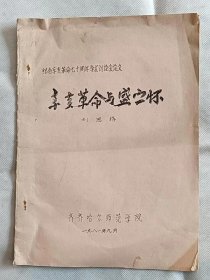 纪念辛亥革命七十周年学术讨论会论文
辛亥革命与盛宣怀
齐齐哈尔师范学院
一九八一年九月